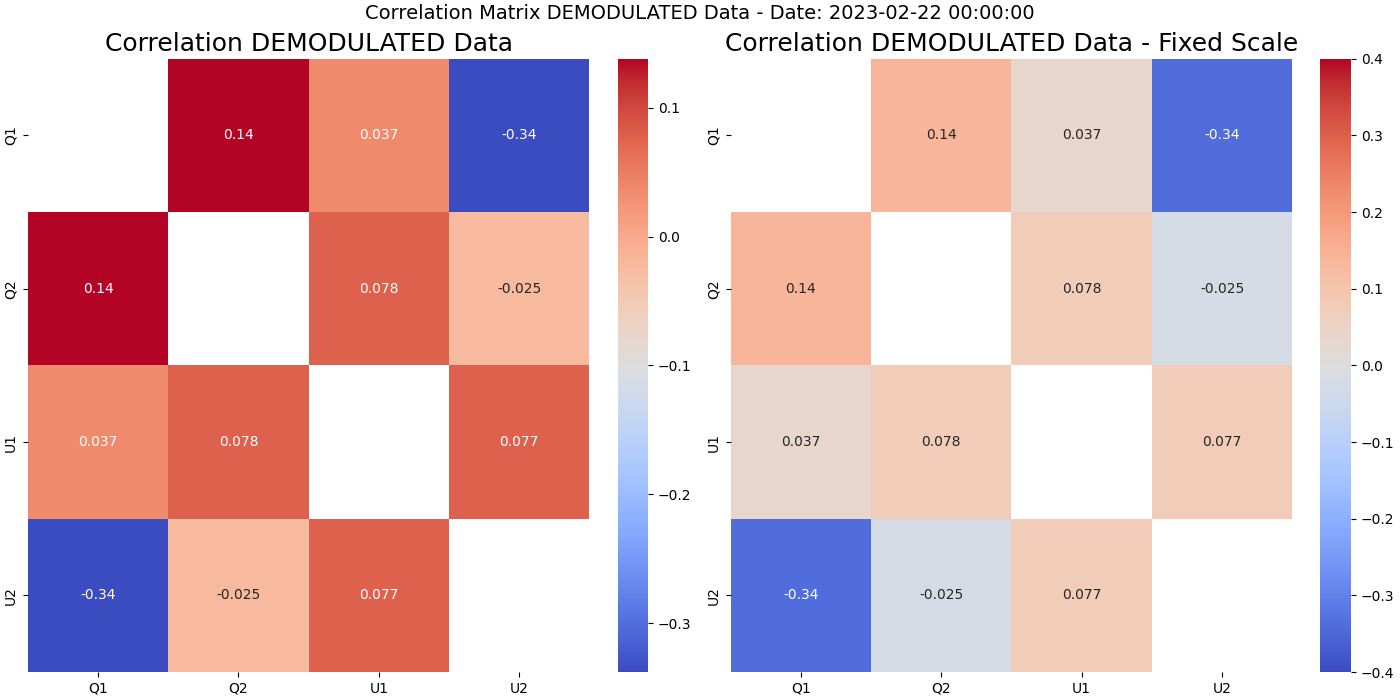 Correlation Matrix DEMODULATED Data - Date: 2023-02-22 00:00:00
Correlation DEMODULATED Data
Q1
0.14
0.037
-0.34
Q2
0.14
0.078
-0.025
U1
0.037
0.078
0.077
U2
-0.34
-0.025
0.077
Q1
Q2
U1
U2
0.1
0.0
−0.1
−0.2
−0.3
Correlation DEMODULATED Data - Fixed Scale
Q1
0.14
0.037
-0.34
Q2
0.14
0.078
-0.025
U1
0.037
0.078
0.077
U2
-0.34
-0.025
0.077
Q1
Q2
U1
U2
0.4
0.3
0.2
0.1
0.0
−0.1
−0.2
−0.3
−0.4